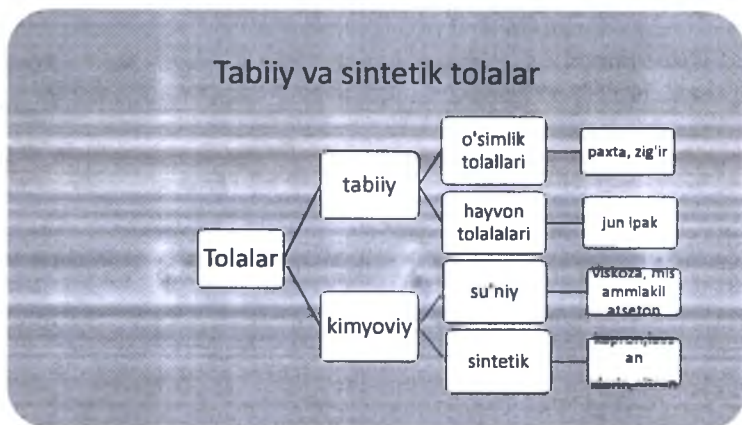 Tabiiy va sintetik tolalar
Tolalar
tabiiy
o'simlik
tolallari
paxta, zig'ir
hayvon
tolalalari
jun ipak
kimyoviy
su'niy
viskoza, mis
ammiakli
atseton
sintetik
an